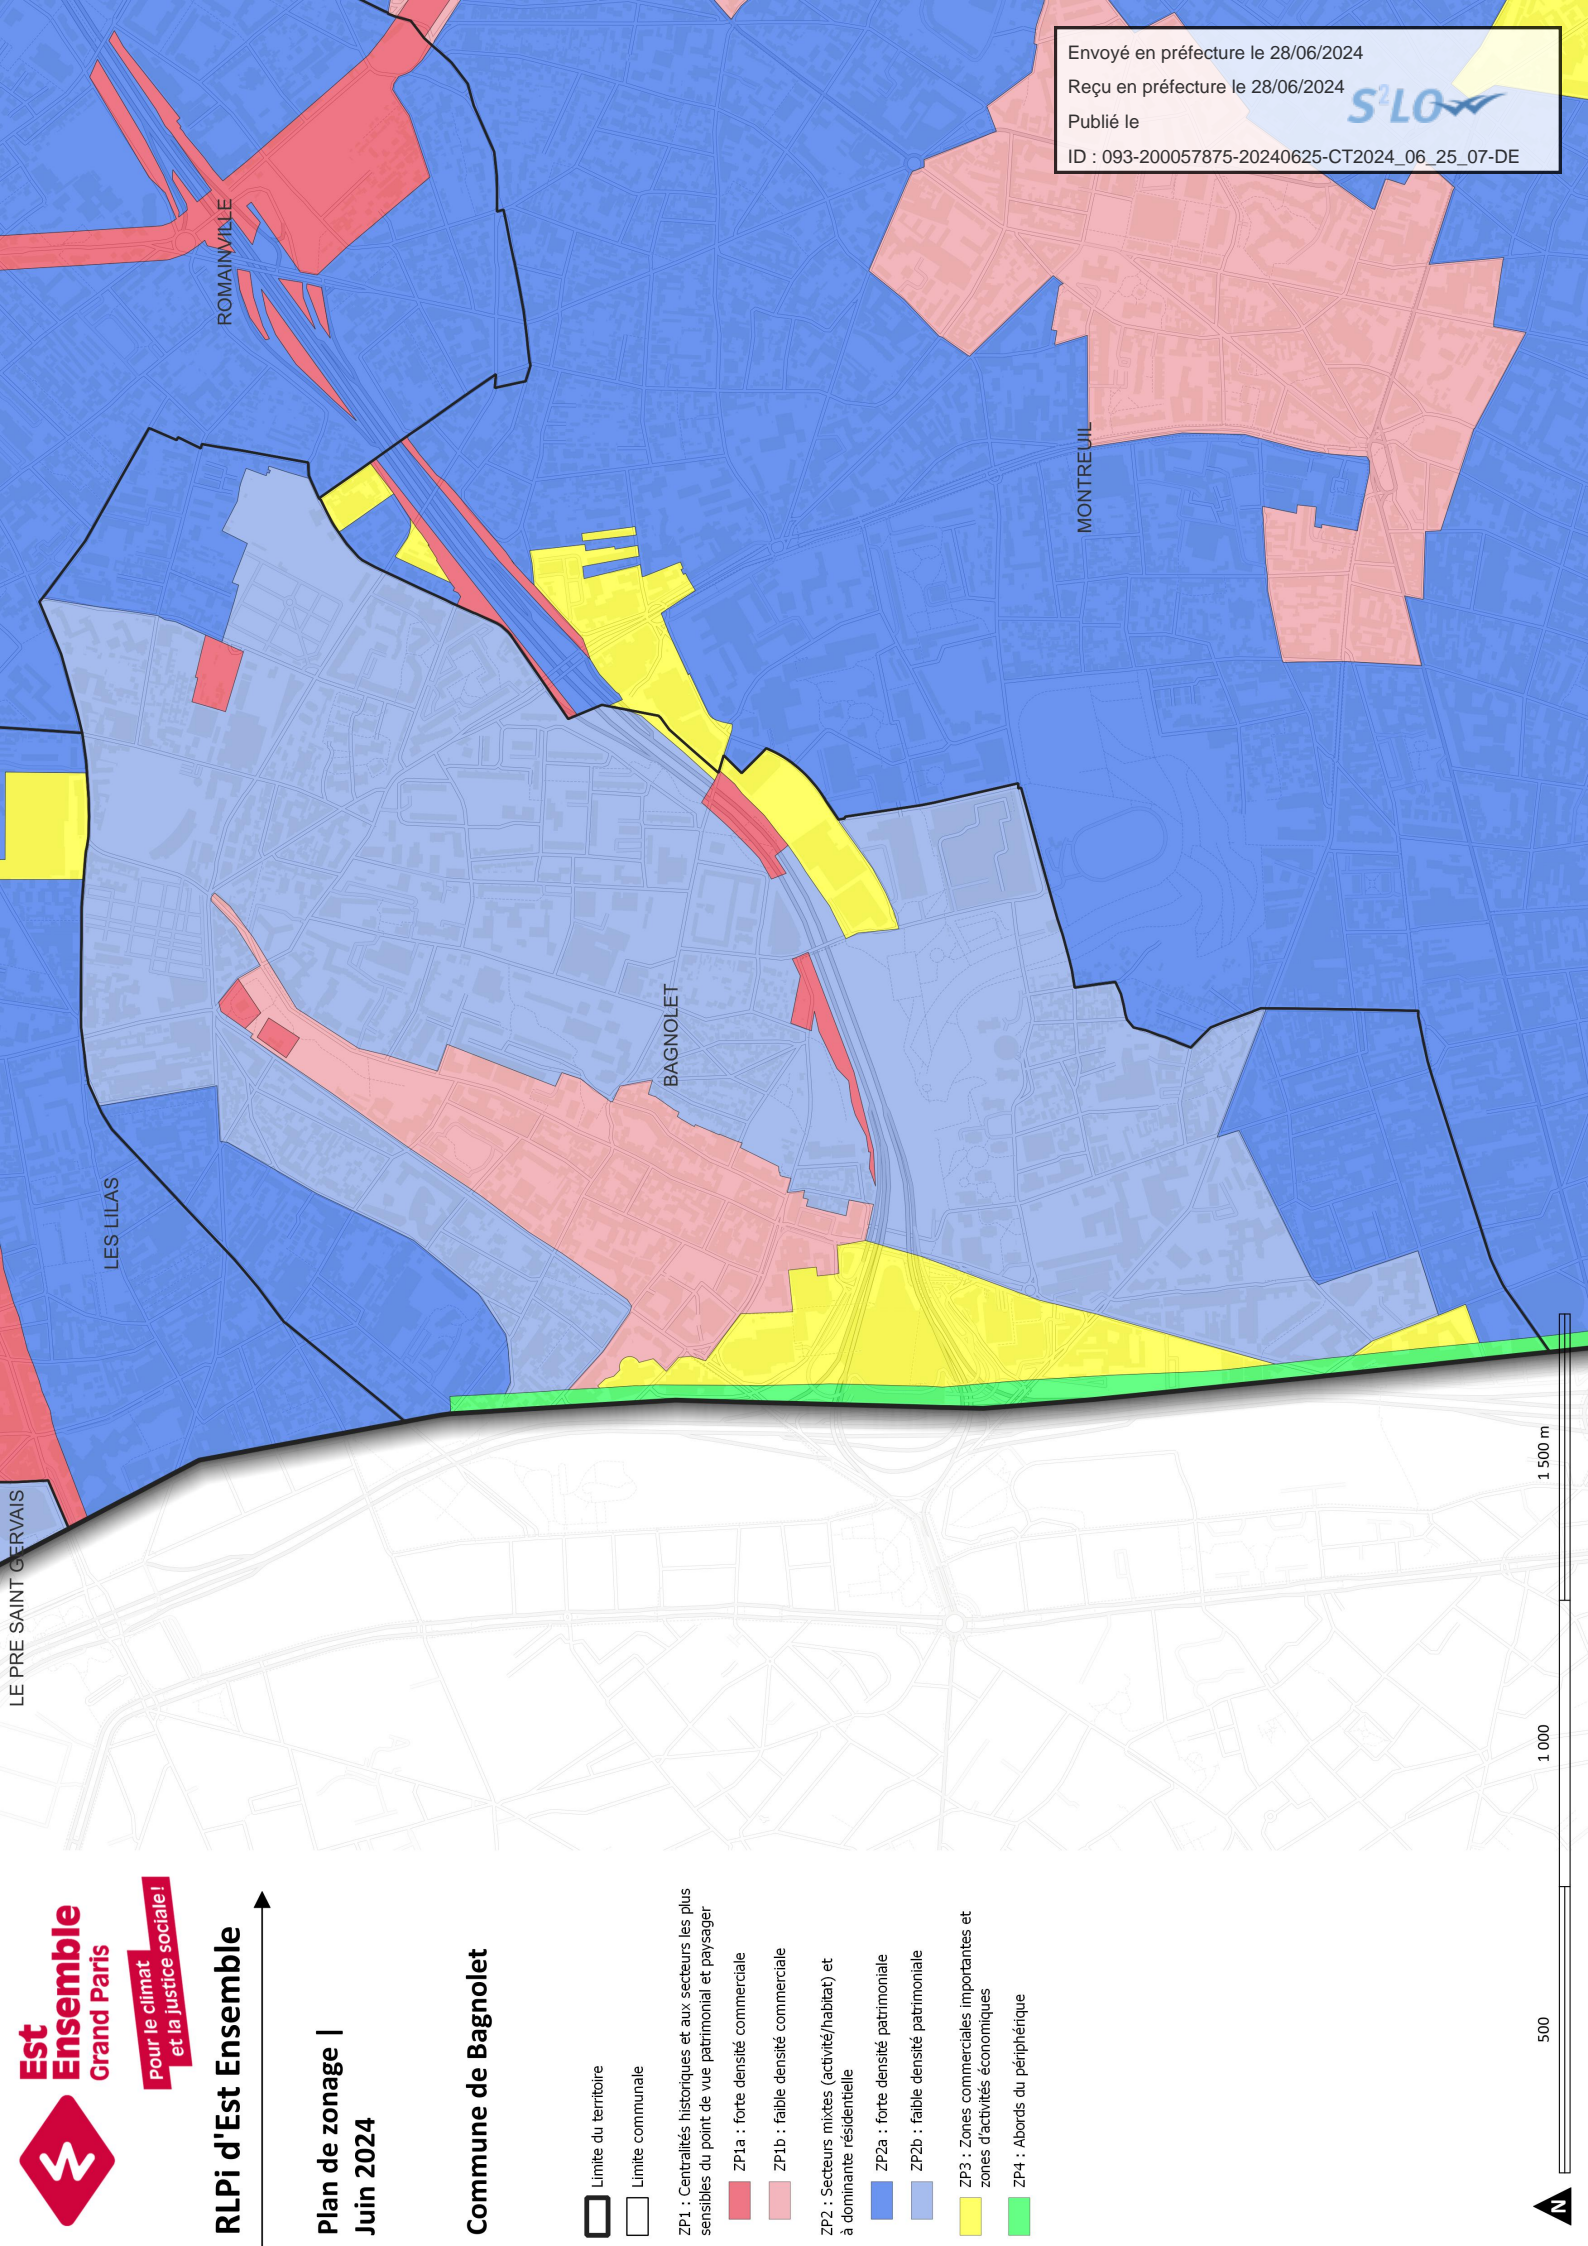 Envoyé en préfecture le 28/06/2024
Reçu en préfecture le 28/06/2024
Publié le
S²LO
ID : 093-200057875-20240625-CT2024_06_25_07-DE
Est
Ensemble
Grand Paris
Pour le climat
et la justice sociale !
RLPi d'Est Ensemble
Plan de zonage |
Juin 2024
Commune de Bagnolet
Limite du territoire
Limite communale
ZP1 : Centralités historiques et aux secteurs les plus
sensibles du point de vue patrimonial et paysager
ZP1a : forte densité commerciale
ZP1b : faible densité commerciale
ZP2 : Secteurs mixtes (activité/habitat) et
à dominante résidentielle
ZP2a : forte densité patrimoniale
ZP2b : faible densité patrimoniale
ZP3 : Zones commerciales importantes et
zones d'activités économiques
ZP4 : Abords du périphérique
N
500
1 000
1 500 m
LE PRE SAINT GERVAIS
LES LILAS
ROMAINVILLE
BAGNOLET
MONTREUIL